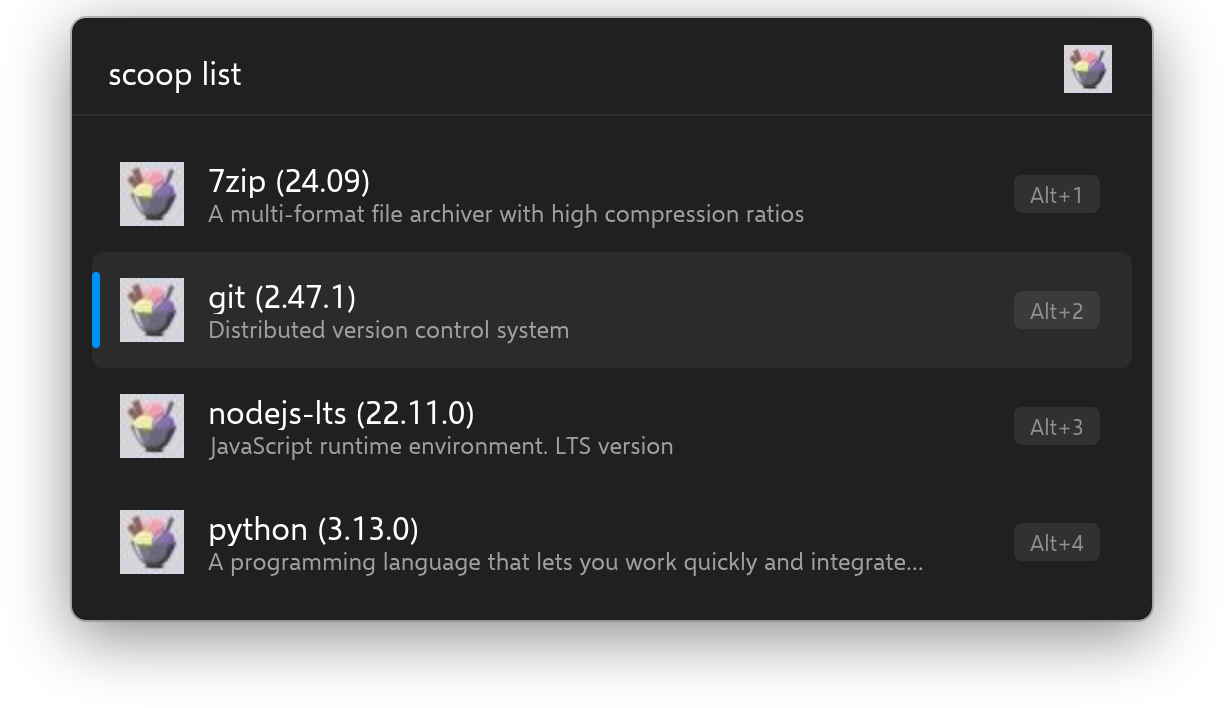 scoop list
7zip (24.09)
A multi-format file archiver with high compression ratios
Alt+1
git (2.47.1)
Distributed version control system
Alt+2
nodejs-lts (22.11.0)
JavaScript runtime environment. LTS version
Alt+3
python (3.13.0)
A programming language that lets you work quickly and integrate...
Alt+4